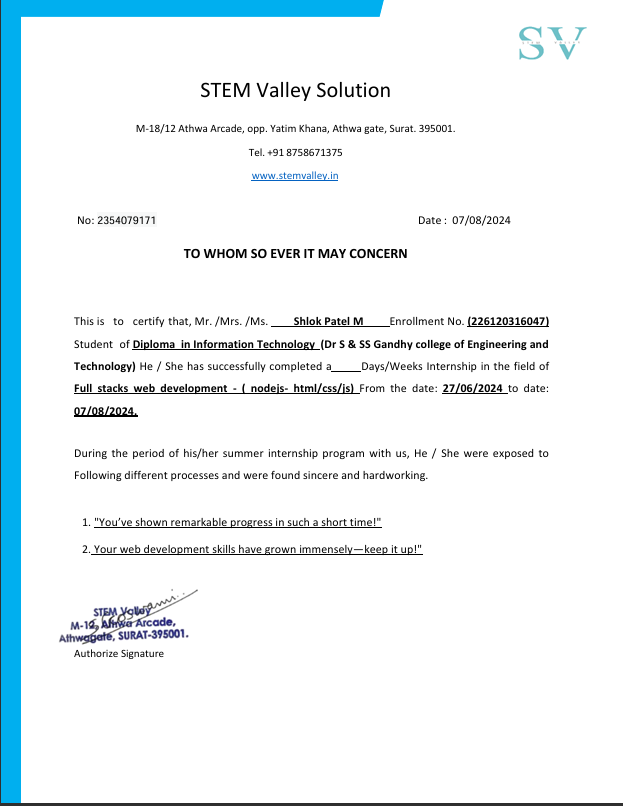 SV
STEM Valley Solution
M-18/12 Athwa Arcade, opp. Yatim Khana, Athwa gate, Surat. 395001.
Tel. +91 8758671375
www.stemvalley.in
No: 2354079171 Date : 07/08/2024
TO WHOM SO EVER IT MAY CONCERN
This is to certify that, Mr. /Mrs. /Ms. ____Shlok Patel M____Enrollment No. (226120316047)
Student of Diploma in Information Technology (Dr S & SS Gandhy college of Engineering and
Technology) He / She has successfully completed a_____Days/Weeks Internship in the field of
Full stacks web development - ( nodejs- html/css/js) From the date: 27/06/2024 to date:
07/08/2024.
During the period of his/her summer internship program with us, He / She were exposed to
Following different processes and were found sincere and hardworking.
1. "You’ve shown remarkable progress in such a short time!"
2. Your web development skills have grown immensely—keep it up!"
STEM Valley
M-12, Athwa Arcade,
Athwagate, SURAT-395001.
Authorize Signature